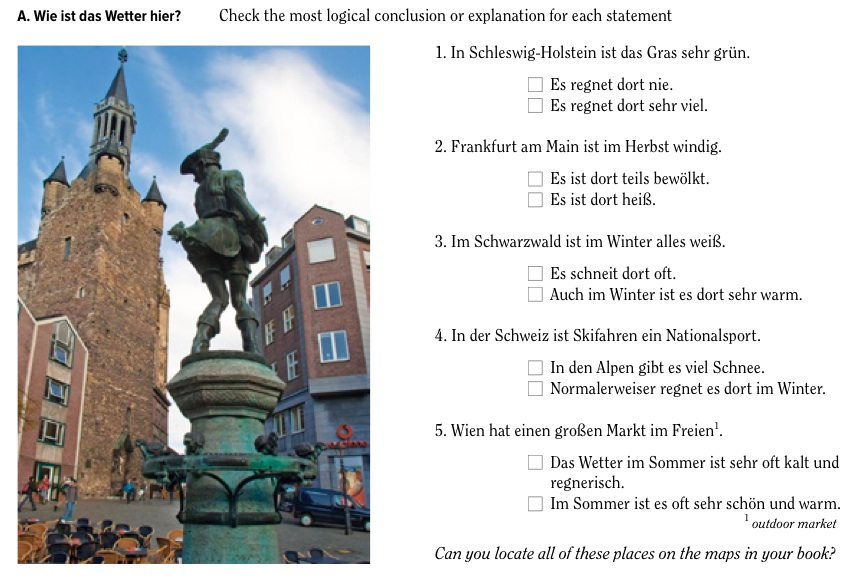 A. Wie ist das Wetter hier? Check the most logical conclusion or explanation for each statement
1. In Schleswig-Holstein ist das Gras sehr grün.
Es regnet dort nie.
Es regnet dort sehr viel.
2. Frankfurt am Main ist im Herbst windig.
Es ist dort teils bewölkt.
Es ist dort heiß.
3. Im Schwarzwald ist im Winter alles weiß.
Es schneit dort oft.
Auch im Winter ist es dort sehr warm.
4. In der Schweiz ist Skifahren ein Nationalsport.
In den Alpen gibt es viel Schnee.
Normalerweiser regnet es dort im Winter.
5. Wien hat einen großen Markt im Freien¹.
Das Wetter im Sommer ist sehr oft kalt und
regnerisch.
Im Sommer ist es oft sehr schön und warm.
¹ outdoor market
Can you locate all of these places on the maps in your book?